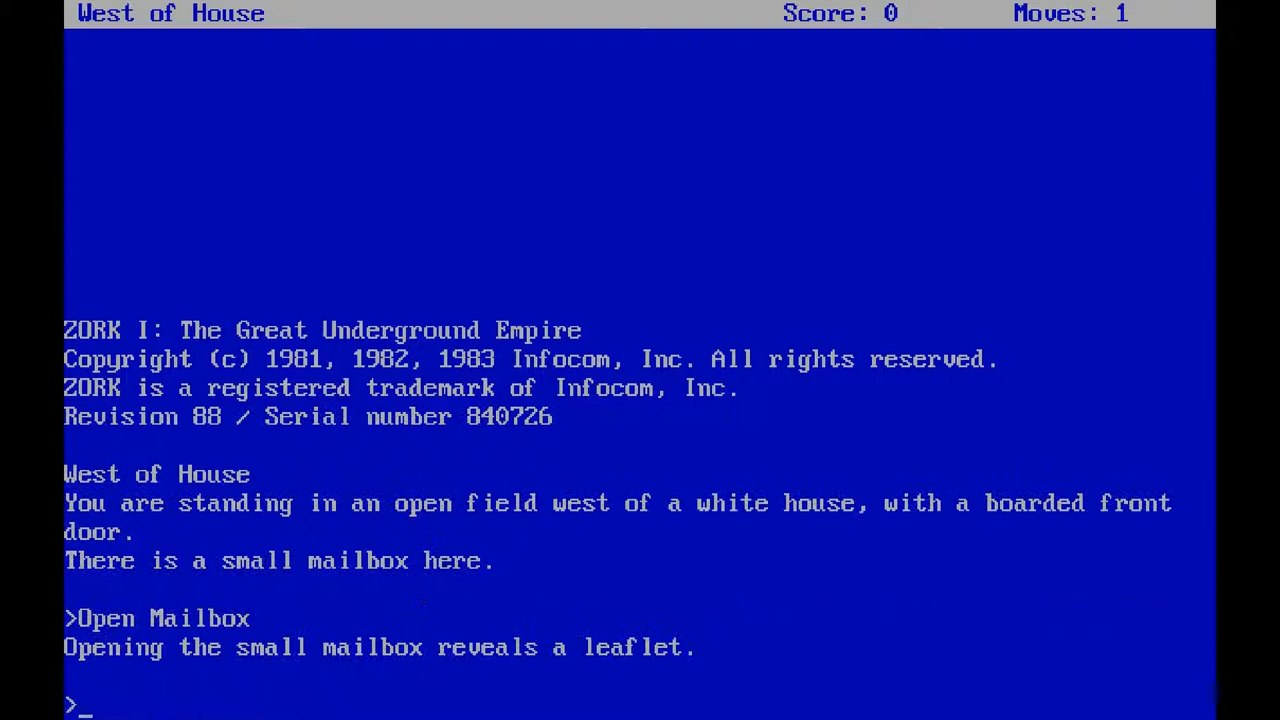 West of House Score: 0 Moves: 1
ZORK I: The Great Underground Empire
Copyright (c) 1981, 1982, 1983 Infocom, Inc. All rights reserved.
ZORK is a registered trademark of Infocom, Inc.
Revision 88 / Serial number 840726
West of House
You are standing in an open field west of a white house, with a boarded front
door.
There is a small mailbox here.
>Open Mailbox
Opening the small mailbox reveals a leaflet.
>_